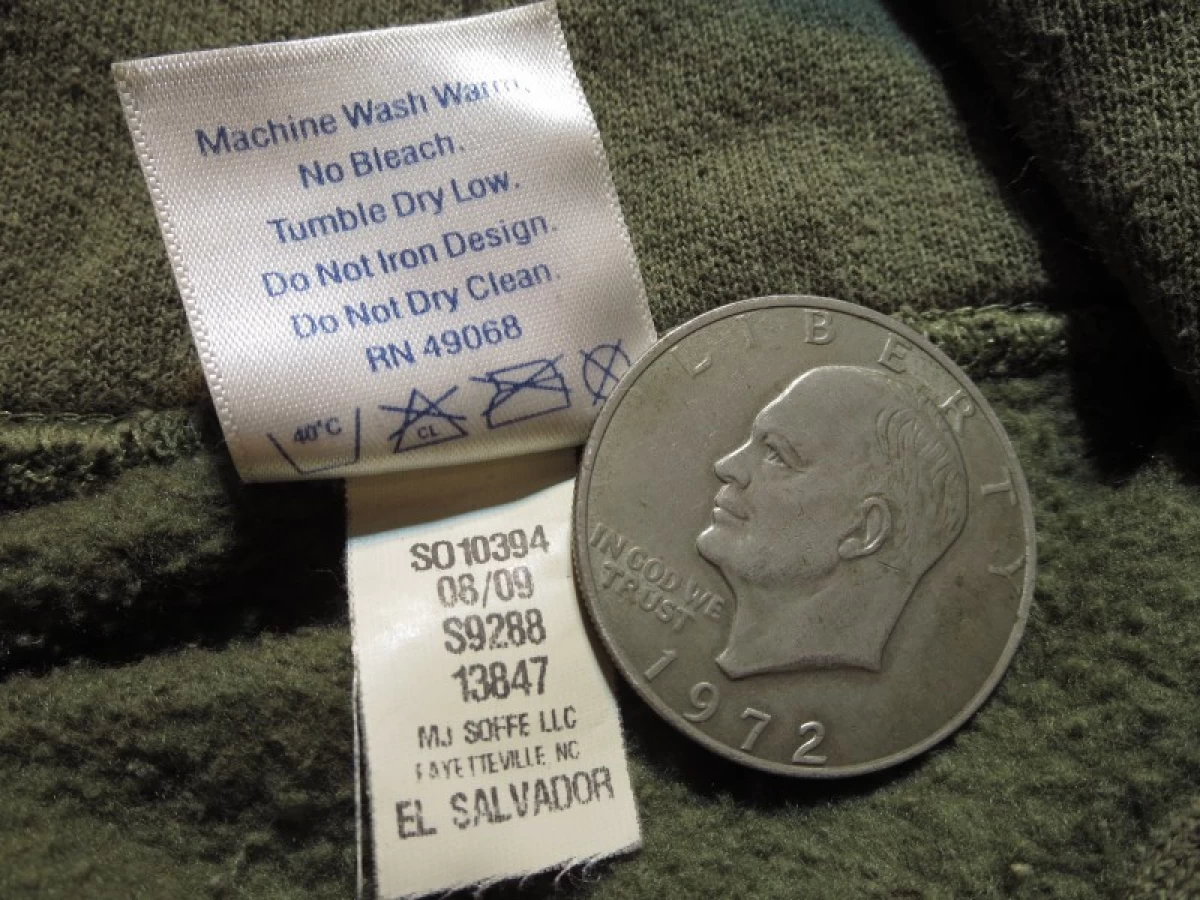 Machine Wash Warm.
No Bleach.
Tumble Dry Low.
Do Not Iron Design.
Do Not Dry Clean.
RN 49068
40°C
CL
SO10394
08/09
S9288
13847
MJ SOFFE LLC
FAYETTEVILLE, NC
EL SALVADOR
LIBERTY
IN GOD WE
TRUST
1972